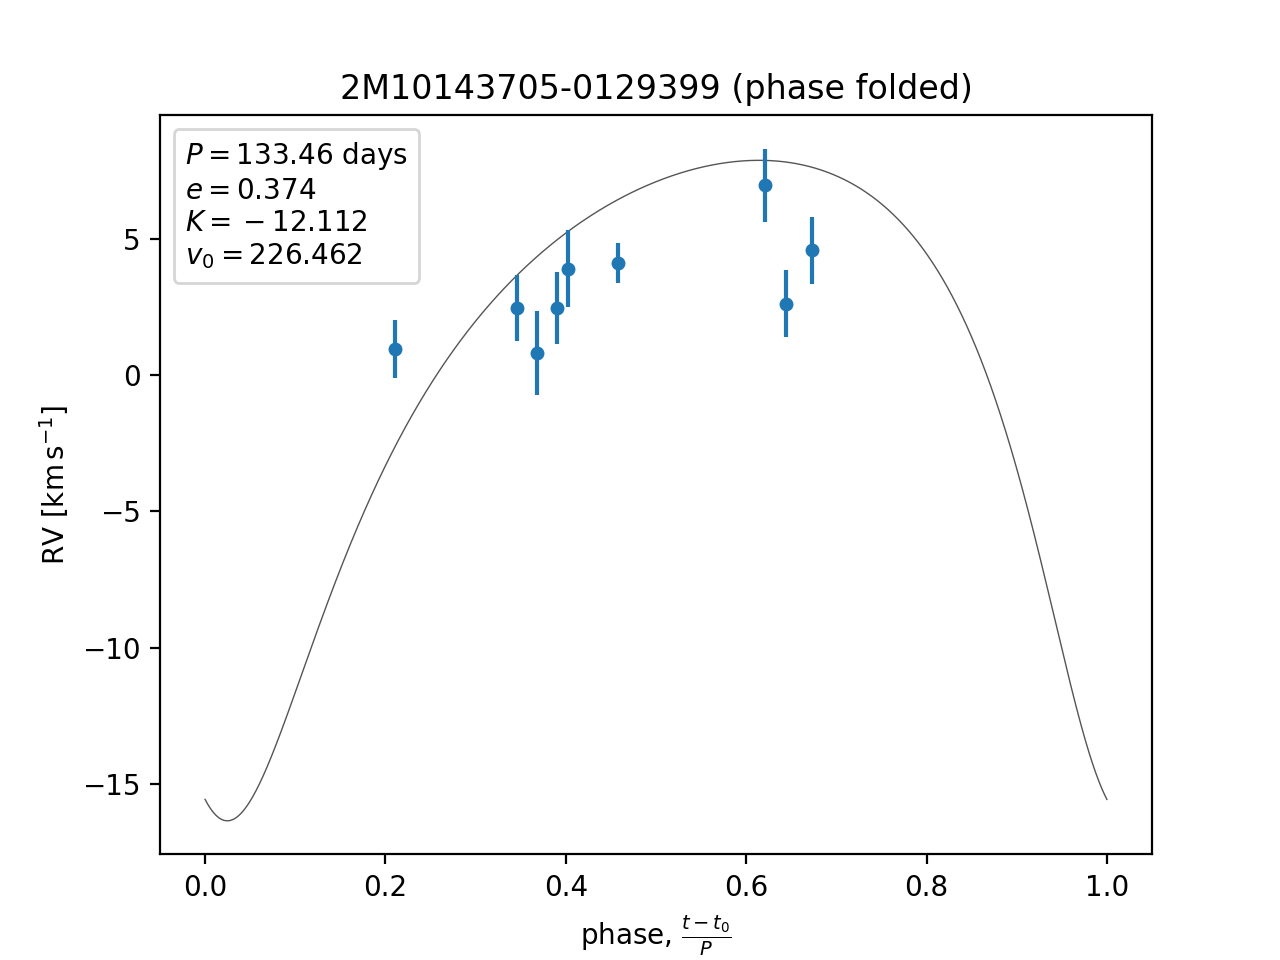 2M10143705-0129399 (phase folded)
P = 133.46 days
e = 0.374
K = −12.112
v₀ = 226.462
5
0
−5
−10
−15
RV [km s⁻¹]
0.0 0.2 0.4 0.6 0.8 1.0
phase, (t − t₀)/P